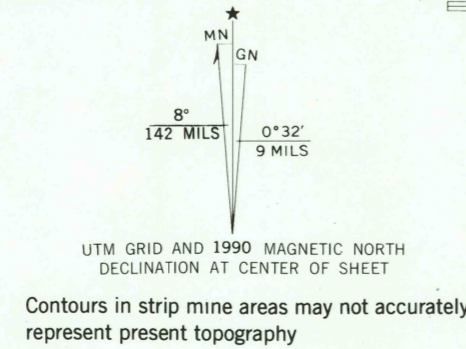 MN
GN
8°
142 MILS
0°32′
9 MILS
UTM GRID AND 1990 MAGNETIC NORTH
DECLINATION AT CENTER OF SHEET
Contours in strip mine areas may not accurately
represent present topography